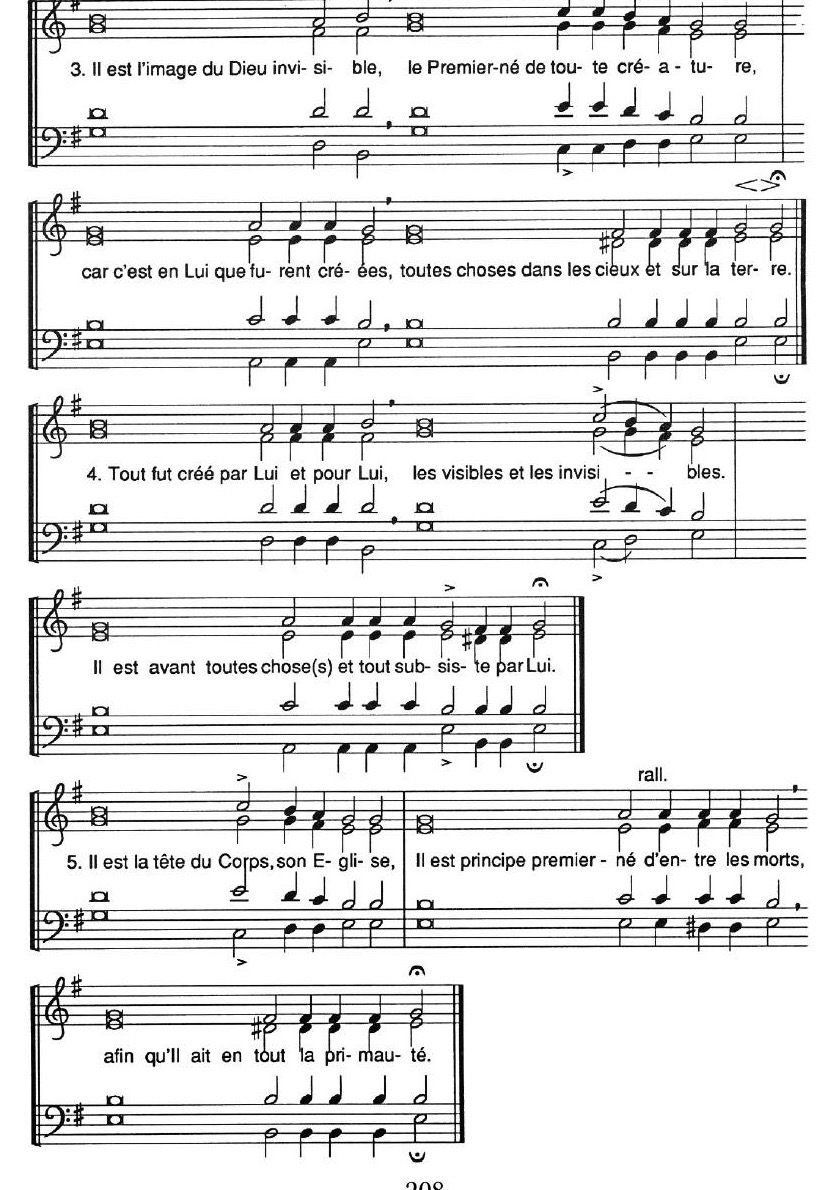 3. Il est l'image du Dieu invi- si- ble, le Premier-né de tou- te cré- a - tu- re,
car c'est en Lui que fu- rent cré- ées, toutes choses dans les cieux et sur la ter- re.
4. Tout fut créé par Lui et pour Lui, les visibles et les invisi - - bles.
Il est avant toutes chose(s) et tout sub- sis- te par Lui.
rall.
5. Il est la tête du Corps, son E- gli- se, Il est principe premier - né d'en- tre les morts,
afin qu'Il ait en tout la pri- mau- té.
208